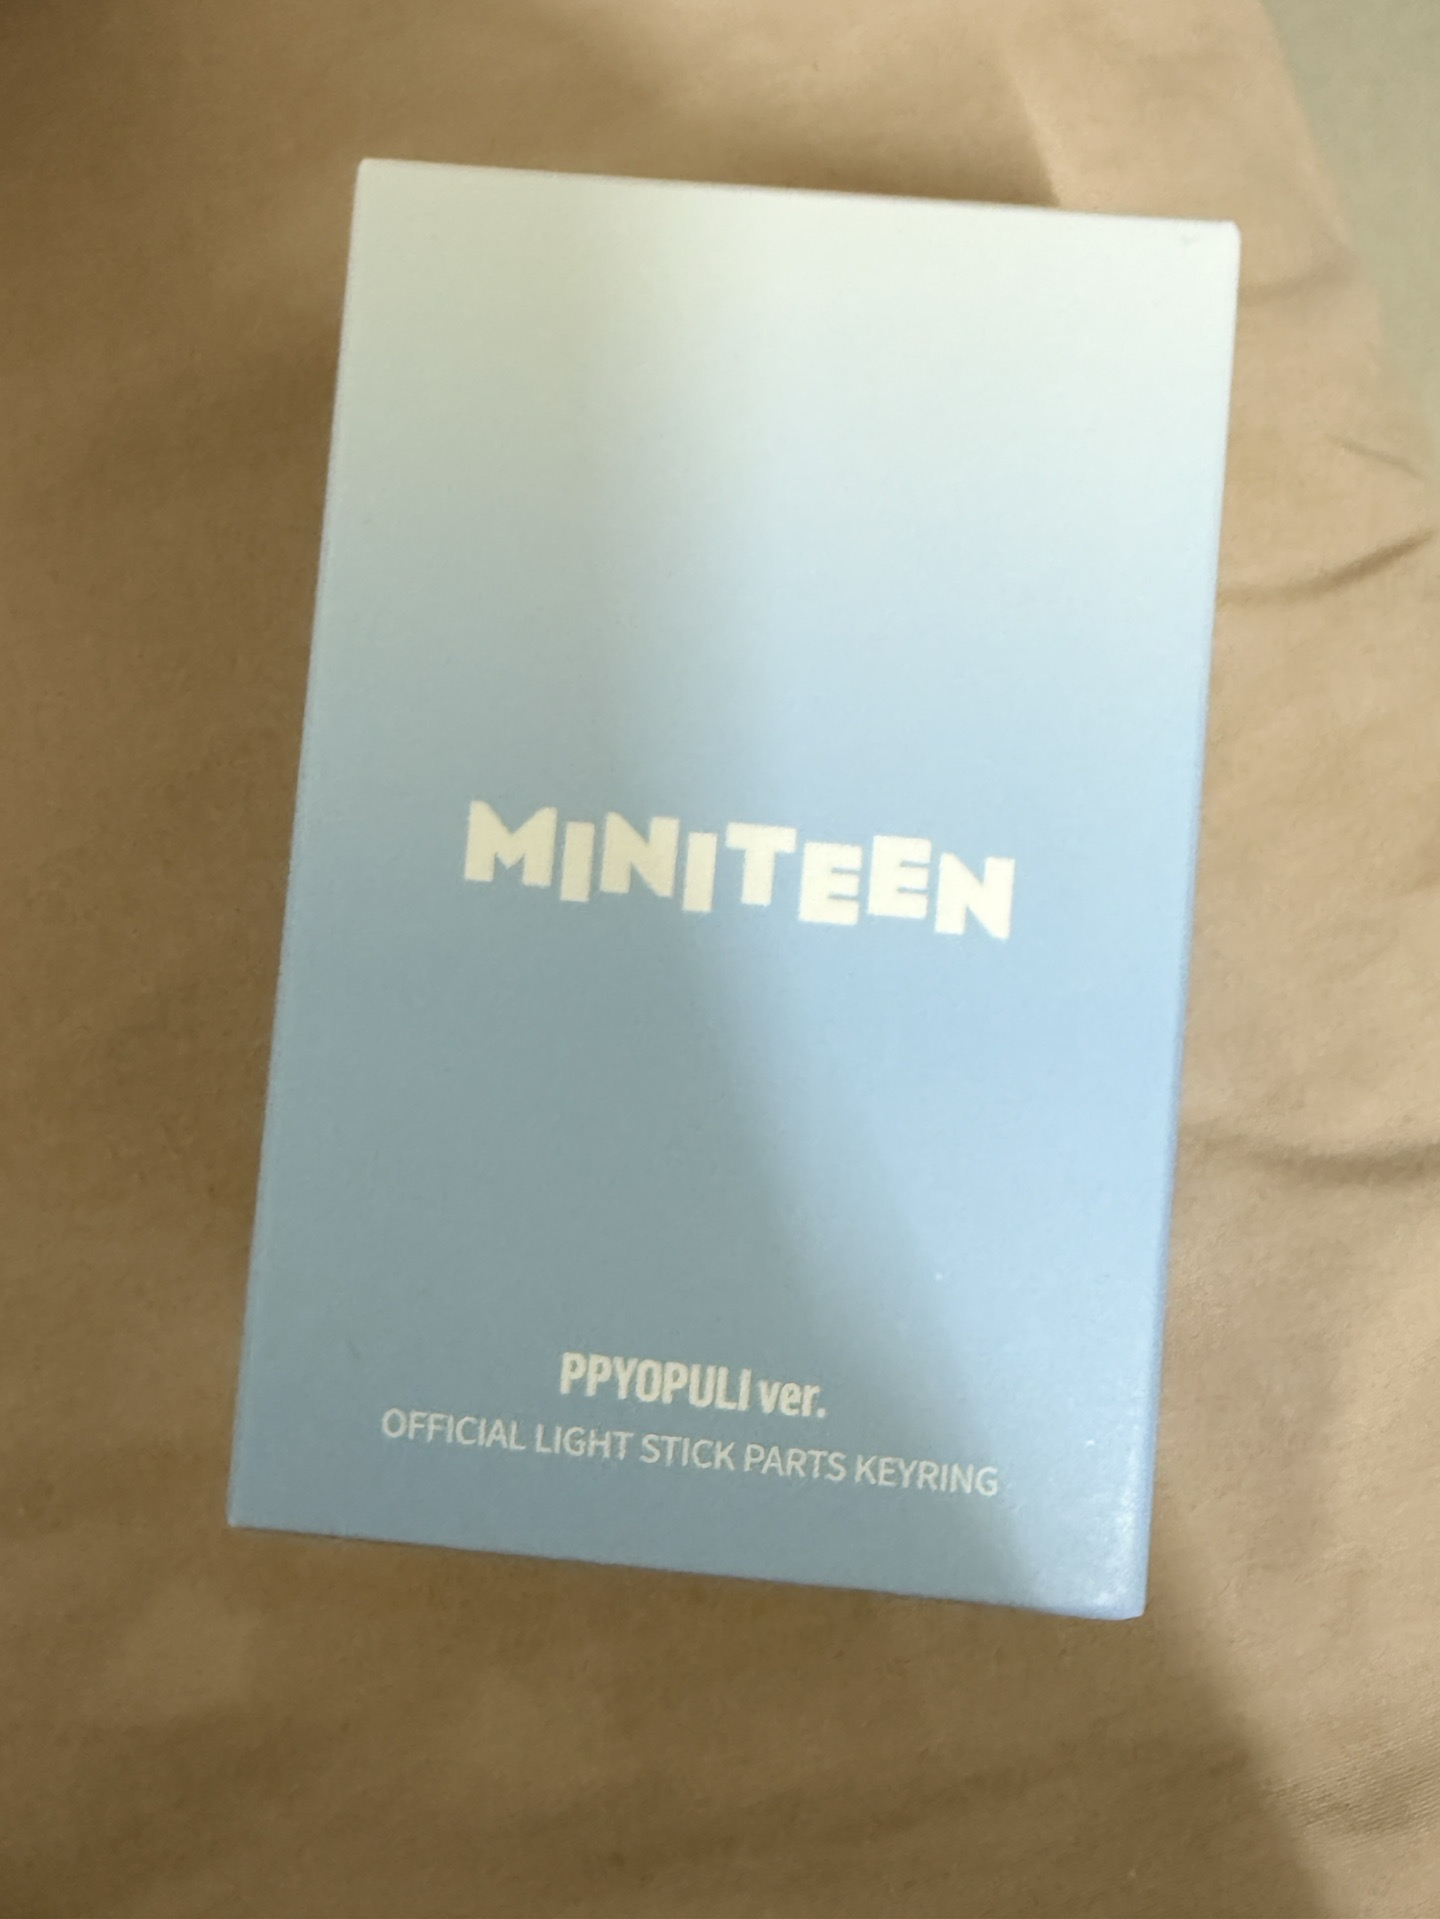 MINITEEN
PPYOPULI ver.
OFFICIAL LIGHT STICK PARTS KEYRING